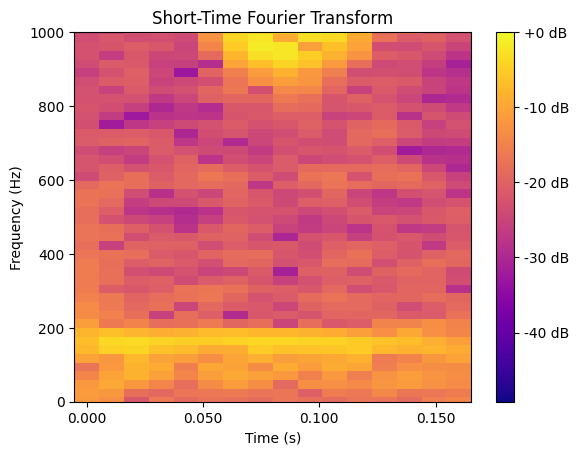 Short-Time Fourier Transform
1000
800
600
400
200
0
Frequency (Hz)
0.000
0.050
0.100
0.150
Time (s)
+0 dB
-10 dB
-20 dB
-30 dB
-40 dB